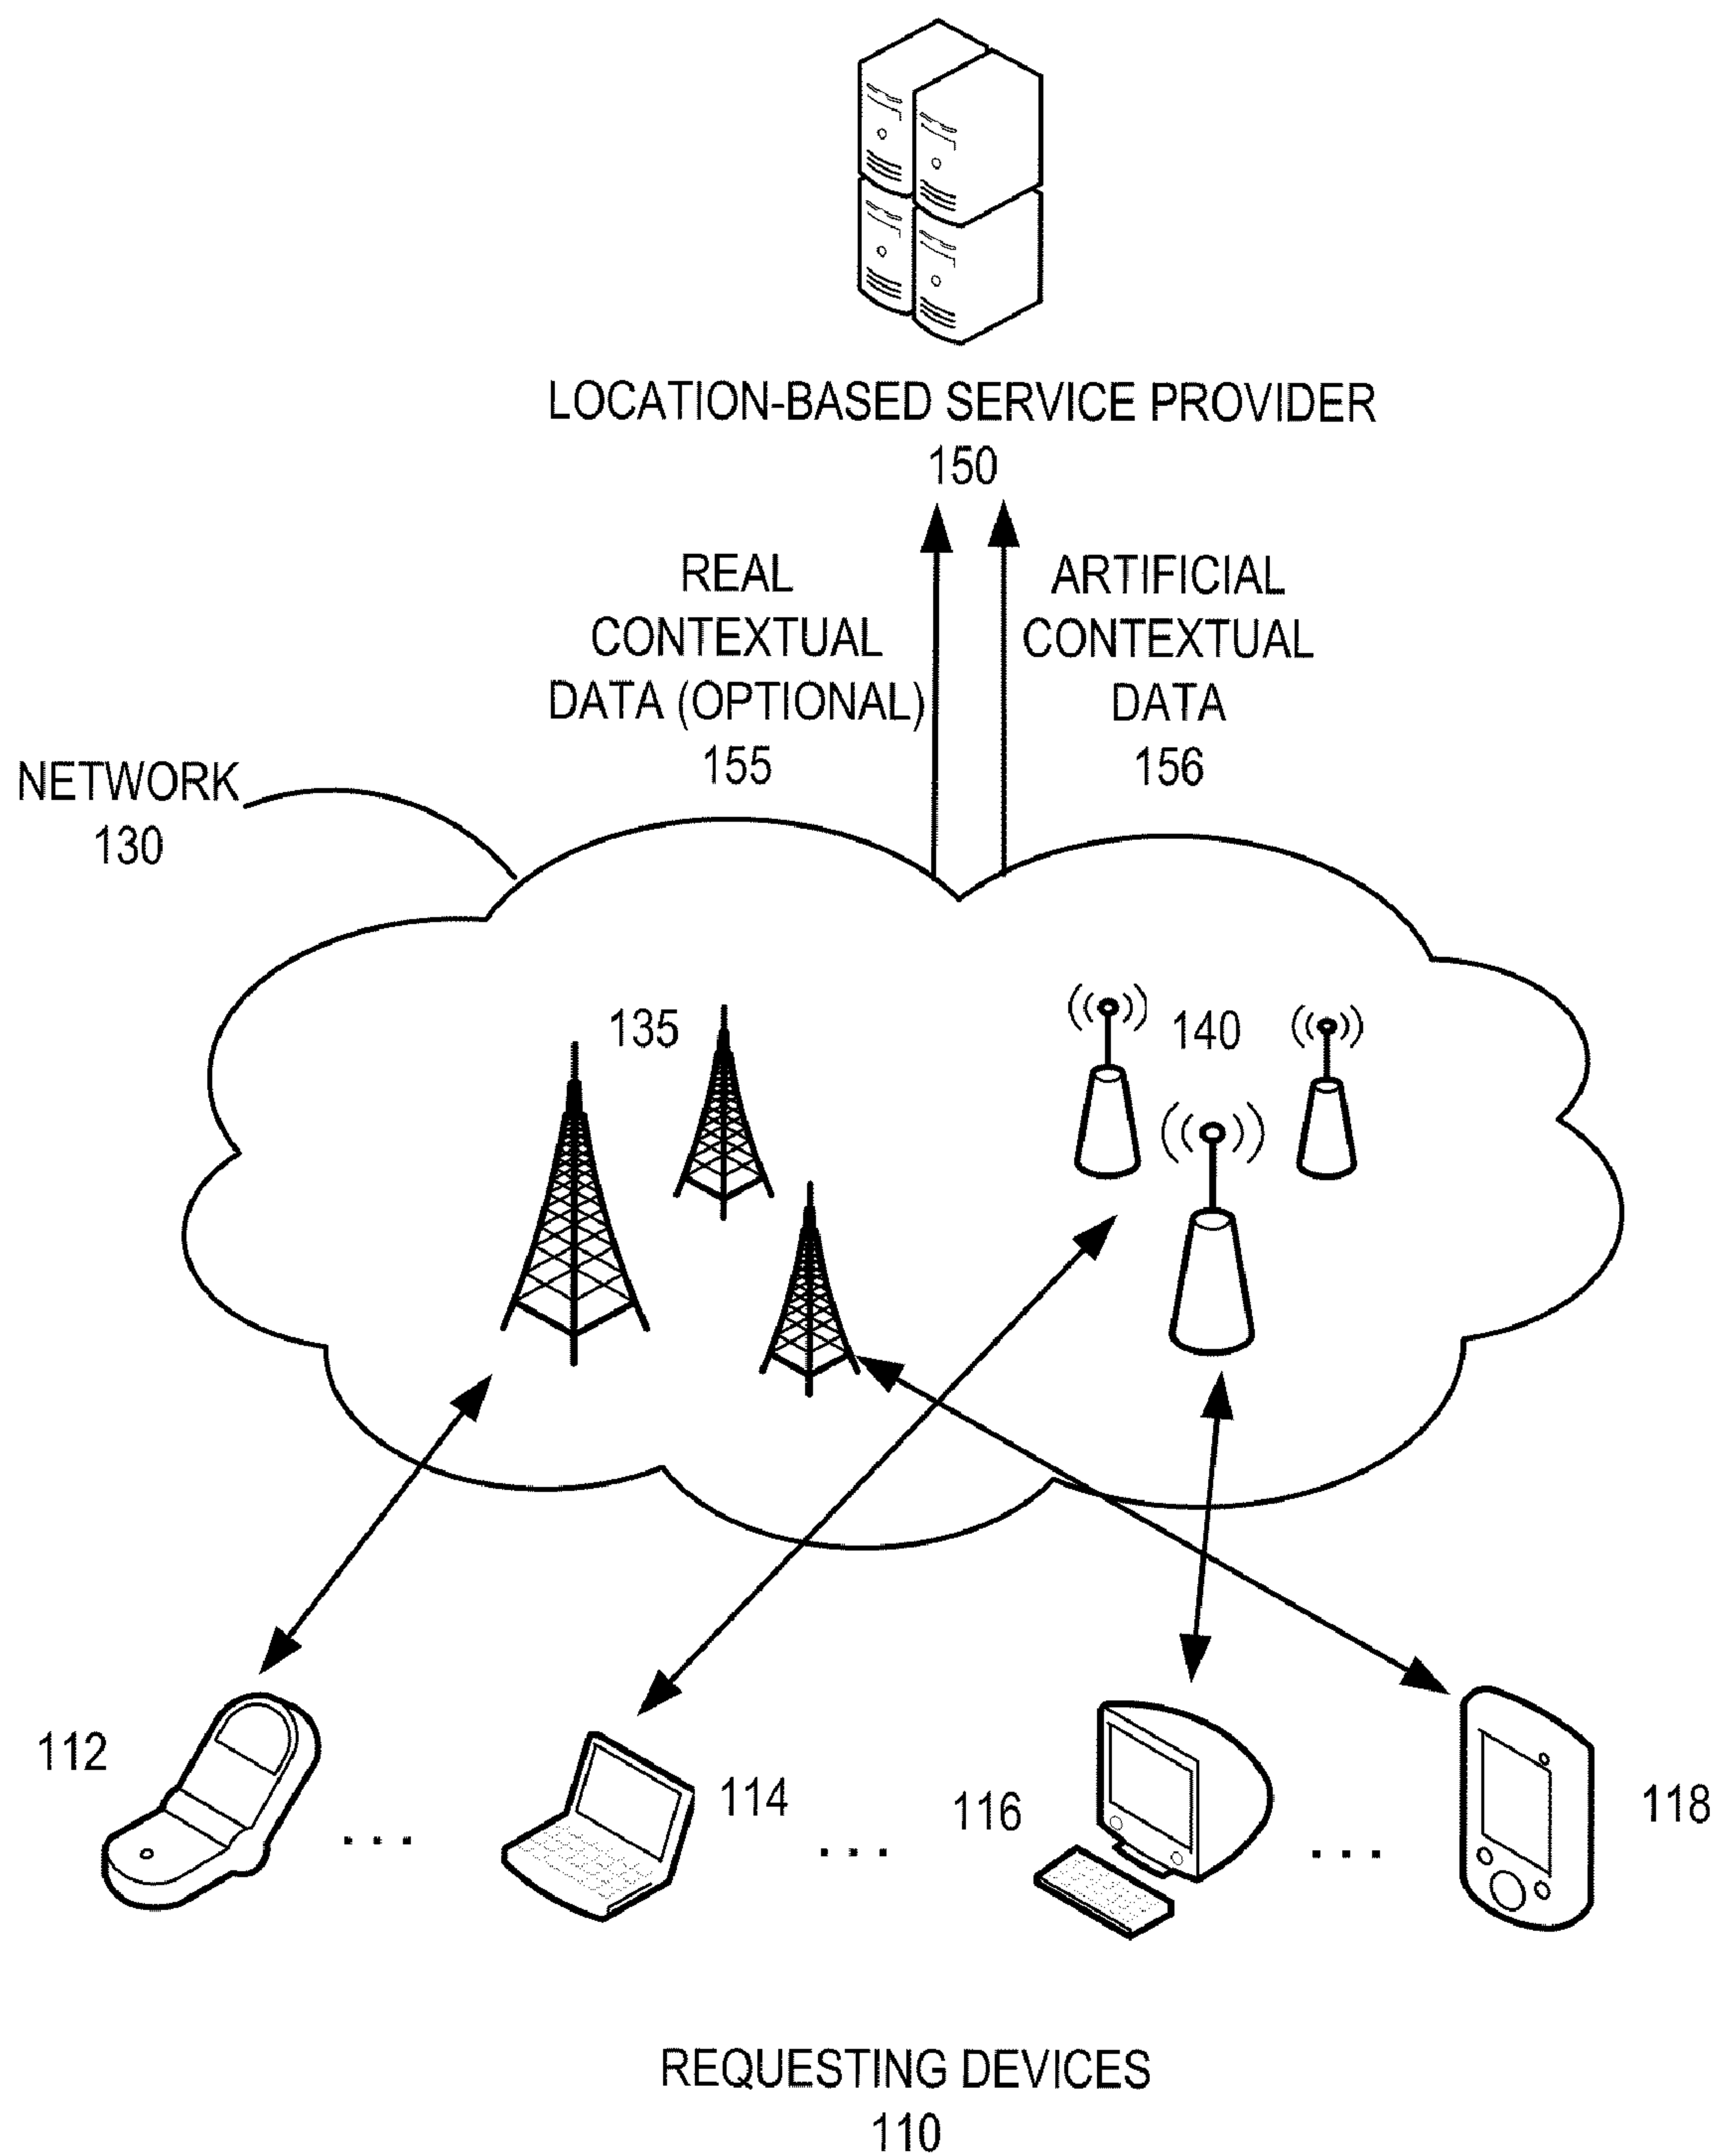 LOCATION-BASED SERVICE PROVIDER
150
REAL
CONTEXTUAL
DATA (OPTIONAL)
155
ARTIFICIAL
CONTEXTUAL
DATA
156
NETWORK
130
135
140
112
...
114
...
116
...
118
REQUESTING DEVICES
110